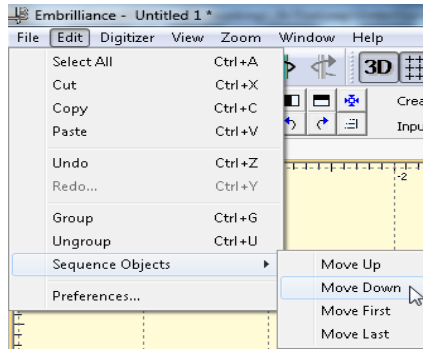 Embrilliance - Untitled 1 *
File Edit Digitizer View Zoom Window Help
Select All Ctrl+A
Cut Ctrl+X
Copy Ctrl+C
Paste Ctrl+V
Undo Ctrl+Z
Redo... Ctrl+Y
Group Ctrl+G
Ungroup Ctrl+U
Sequence Objects
Preferences...
3D
Crea
Inpu
-2
Move Up
Move Down
Move First
Move Last